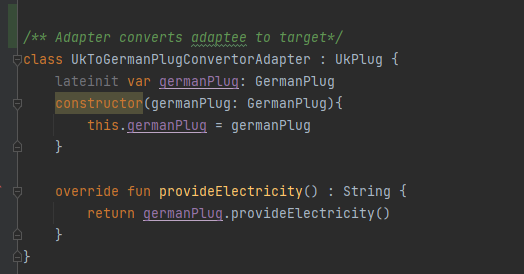 /** Adapter converts adaptee to target*/
class UkToGermanPlugConvertorAdapter : UkPlug {
lateinit var germanPlug: GermanPlug
constructor(germanPlug: GermanPlug){
this.germanPlug = germanPlug
}
override fun provideElectricity() : String {
return germanPlug.provideElectricity()
}
}